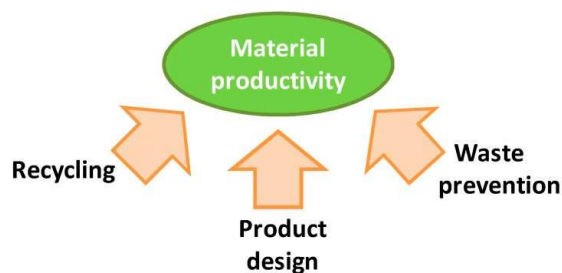 Material
productivity
Recycling
Waste
prevention
Product
design